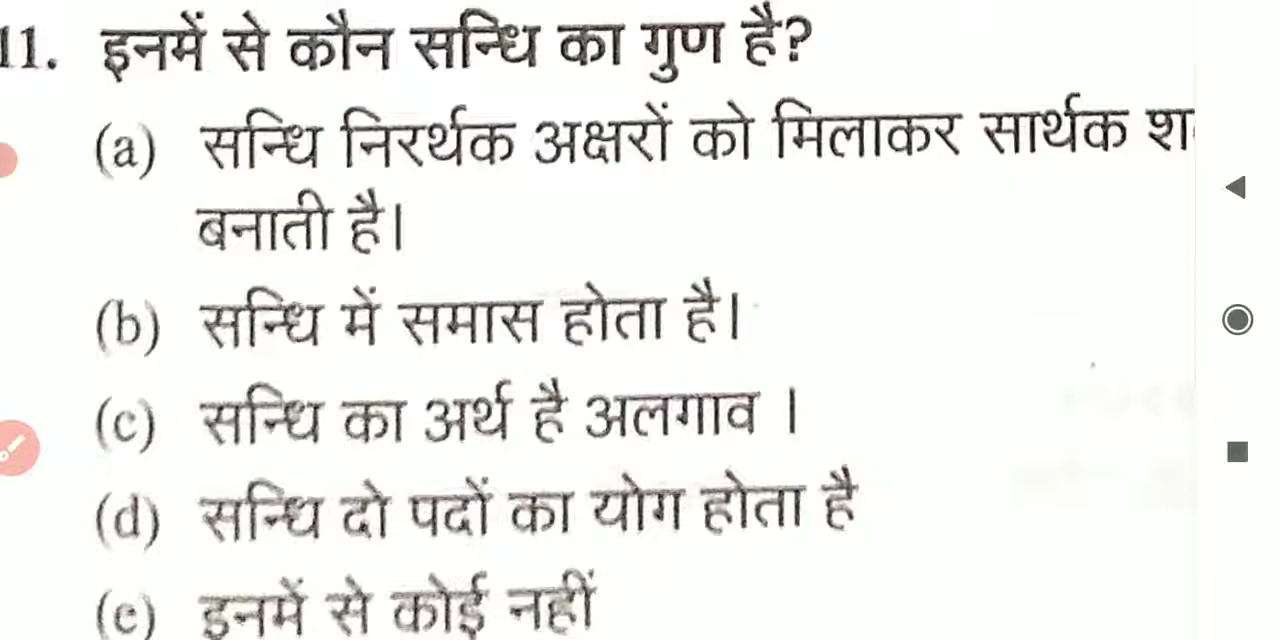 11. इनमें से कौन सन्धि का गुण है?
(a) सन्धि निरर्थक अक्षरों को मिलाकर सार्थक
बनाती है।
(b) सन्धि में समास होता है।
(c) सन्धि का अर्थ है अलगाव ।
(d) सन्धि दो पदों का योग होता है
(e) इनमें से कोई नहीं